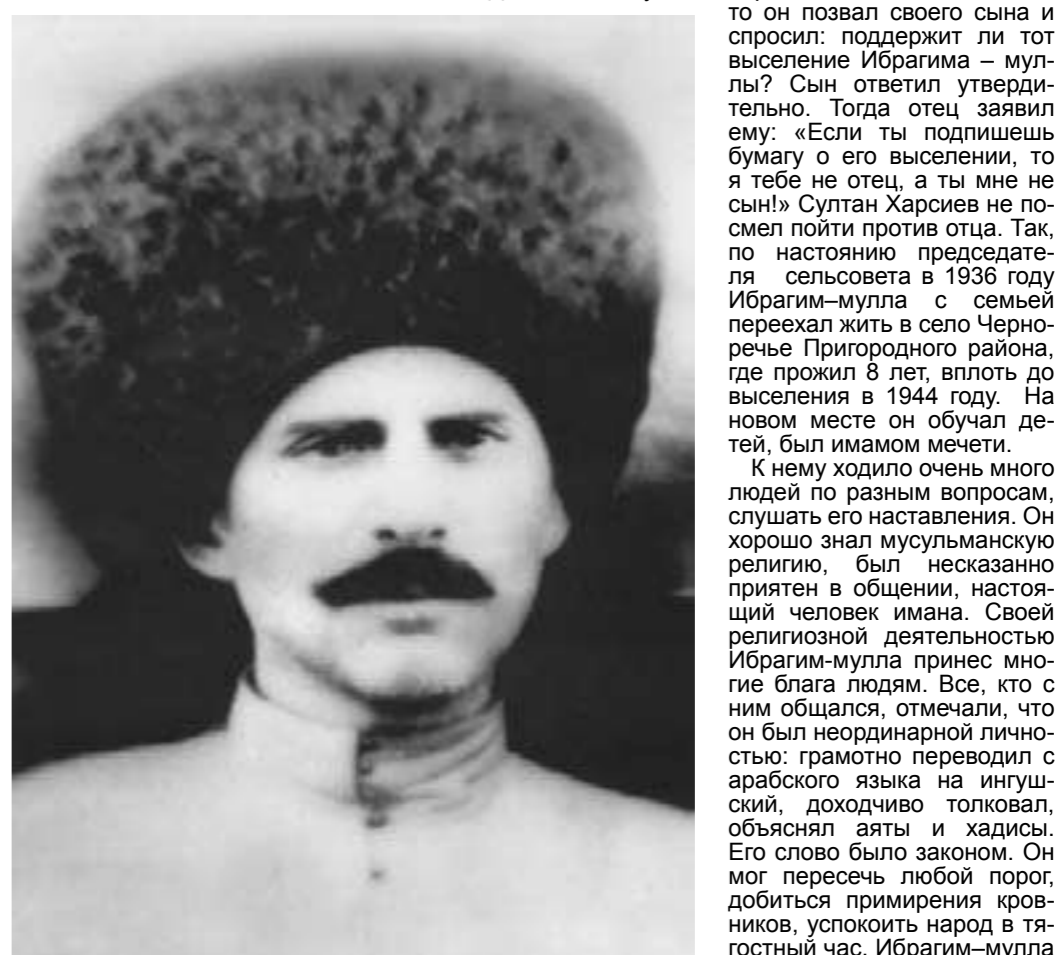 то он позвал своего сына и
спросил: поддержит ли тот
выселение Ибрагима – мул-
лы? Сын ответил утверди-
тельно. Тогда отец заявил
ему: «Если ты подпишешь
бумагу о его выселении, то
я тебе не отец, а ты мне не
сын!» Султан Харсиев не по-
смел пойти против отца. Так,
по настоянию председате-
ля сельсовета в 1936 году
Ибрагим–мулла с семьей
переехал жить в село Черно-
речье Пригородного района,
где прожил 8 лет, вплоть до
выселения в 1944 году. На
новом месте он обучал де-
тей, был имамом мечети.
К нему ходило очень много
людей по разным вопросам,
слушать его наставления. Он
хорошо знал мусульманскую
религию, был несказанно
приятен в общении, настоя-
щий человек имана. Своей
религиозной деятельностью
Ибрагим-мулла принес мно-
гие блага людям. Все, кто с
ним общался, отмечали, что
он был неординарной лично-
стью: грамотно переводил с
арабского языка на ингуш-
ский, доходчиво толковал,
объяснял аяты и хадисы.
Его слово было законом. Он
мог пересечь любой порог,
добиться примирения кров-
ников, успокоить народ в тя-
гостный час. Ибрагим–мулла